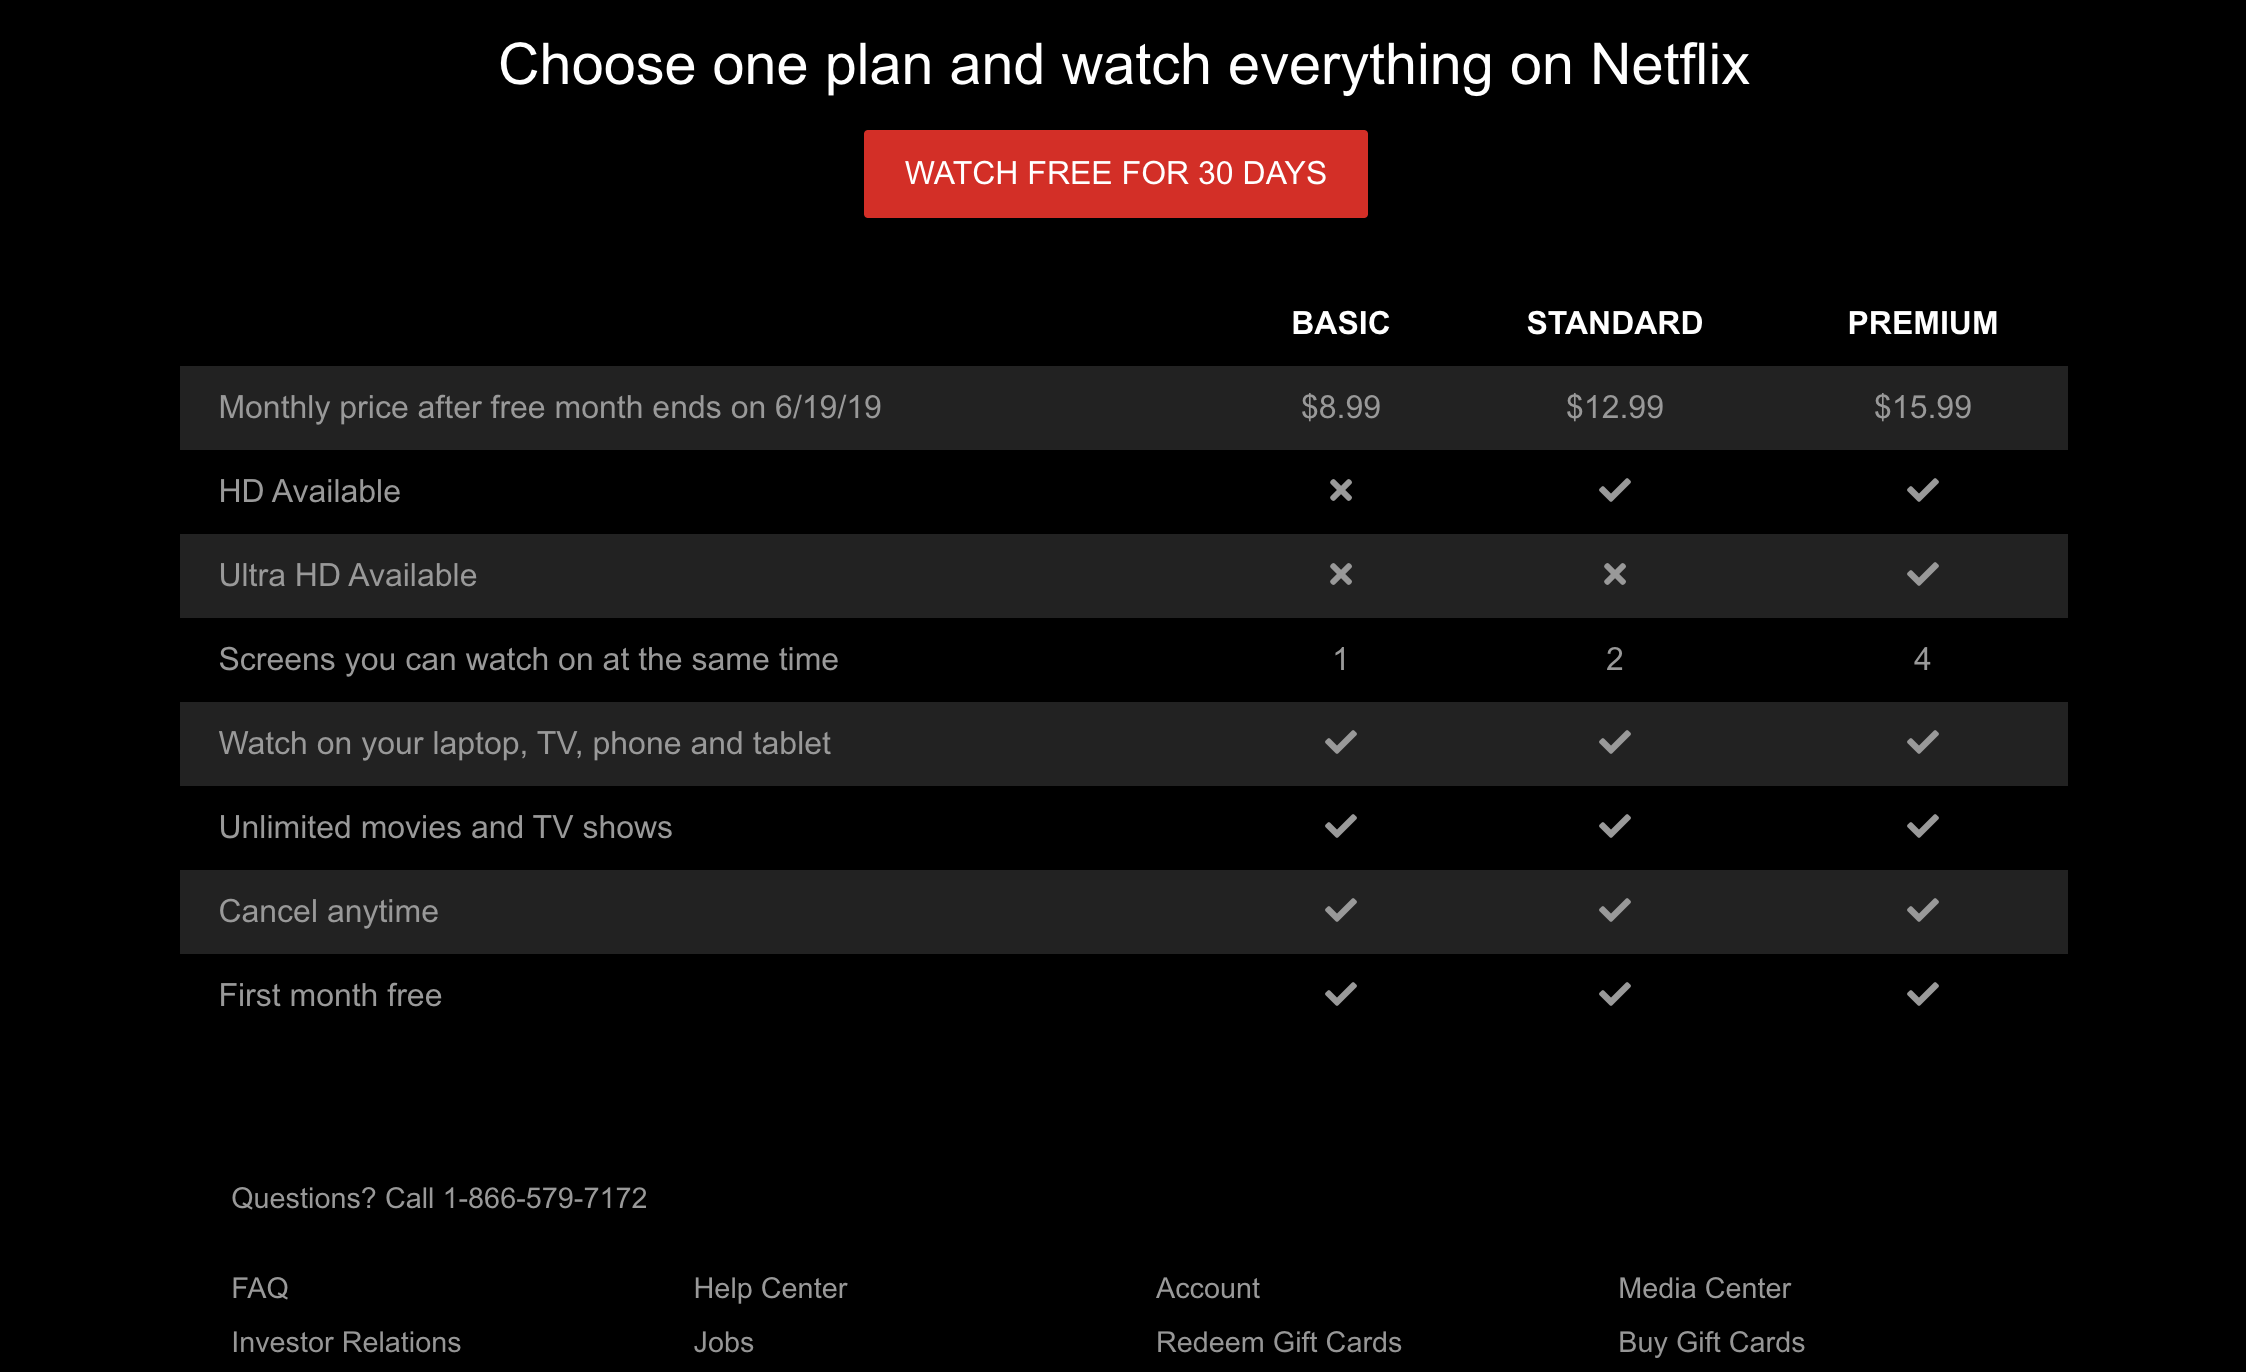 Choose one plan and watch everything on Netflix
WATCH FREE FOR 30 DAYS
BASIC STANDARD PREMIUM
Monthly price after free month ends on 6/19/19 $8.99 $12.99 $15.99
HD Available
Ultra HD Available
Screens you can watch on at the same time 1 2 4
Watch on your laptop, TV, phone and tablet
Unlimited movies and TV shows
Cancel anytime
First month free
Questions? Call 1-866-579-7172
FAQ Help Center Account Media Center
Investor Relations Jobs Redeem Gift Cards Buy Gift Cards